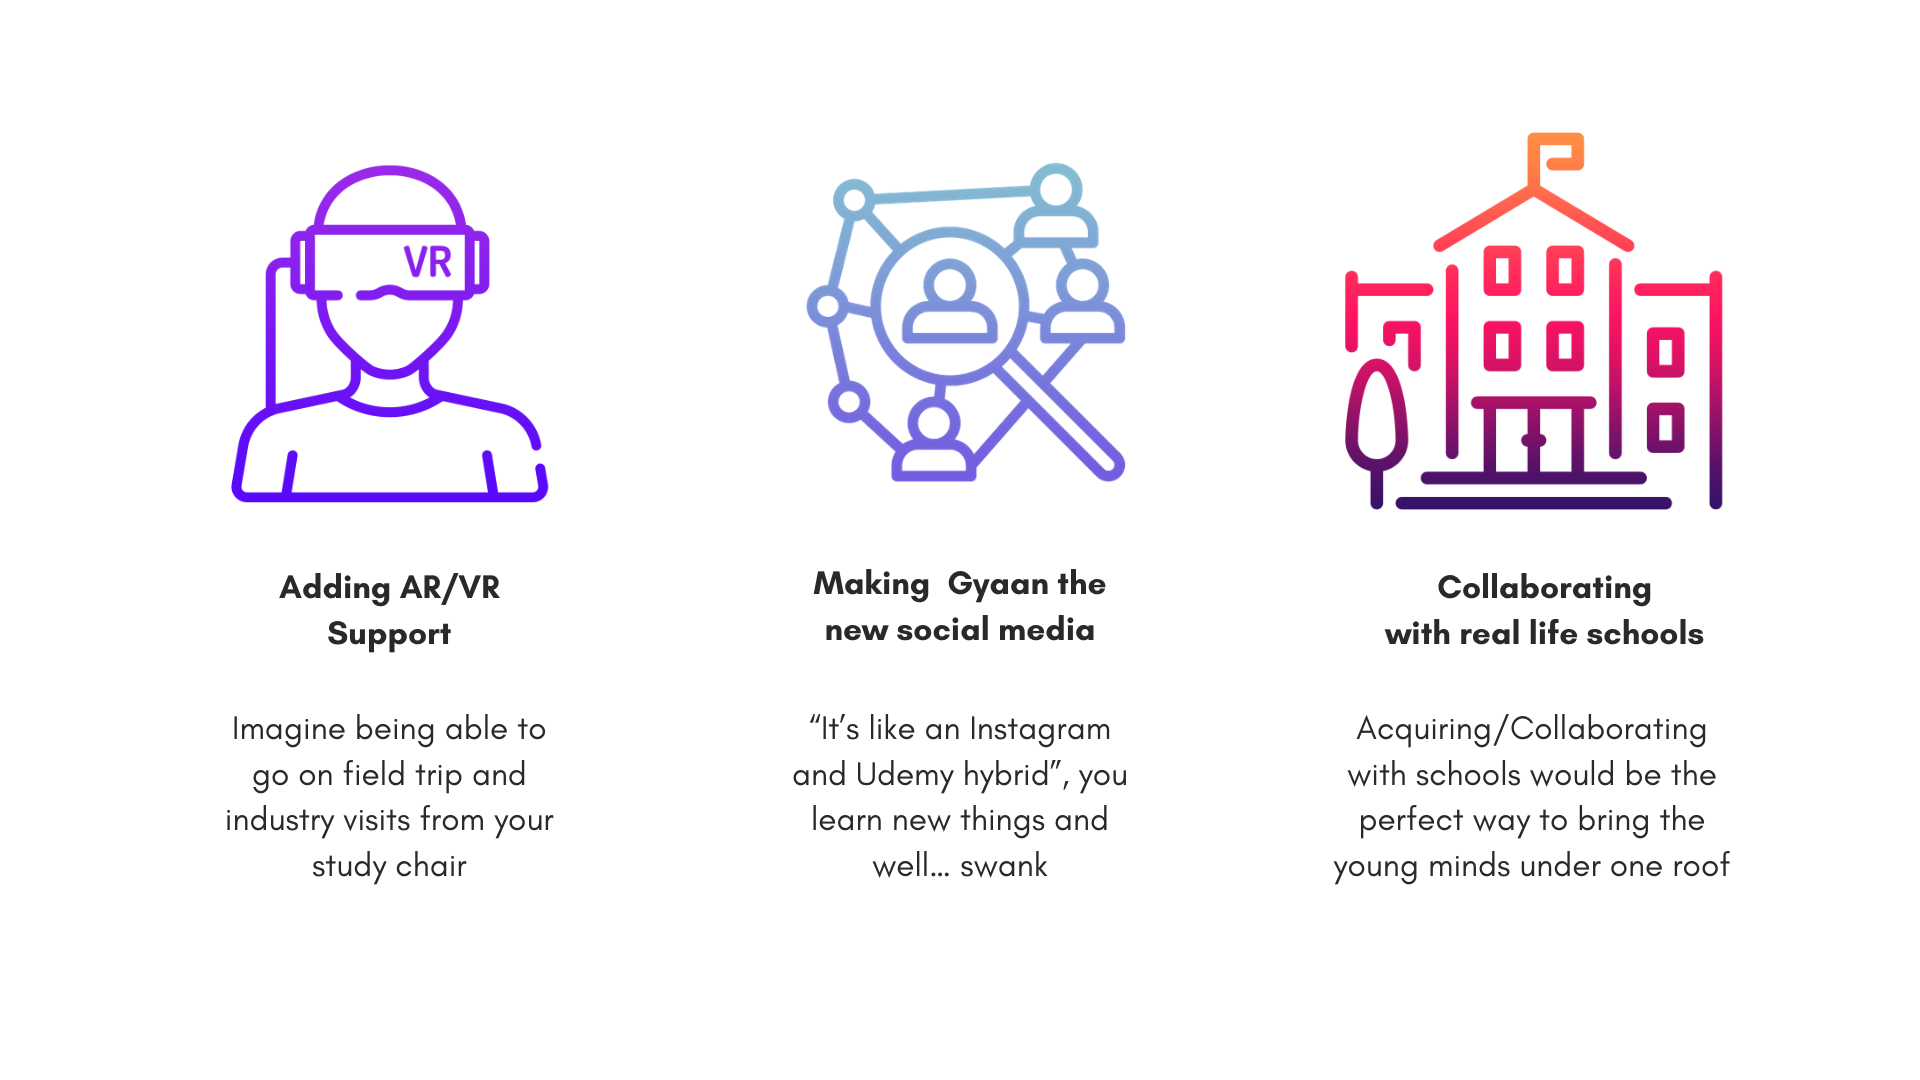 VR
Adding AR/VR
Support
Imagine being able to
go on field trip and
industry visits from your
study chair
Making  Gyaan the
new social media
“It’s like an Instagram
and Udemy hybrid”, you
learn new things and
well... swank
Collaborating
with real life schools
Acquiring/Collaborating
with schools would be the
perfect way to bring the
young minds under one roof